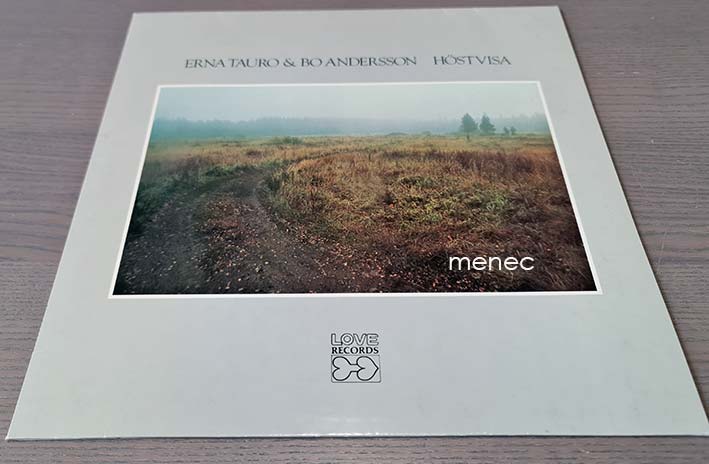 ERNA TAURO & BO ANDERSSON HÖSTVISA
menec
LOVE
RECORDS